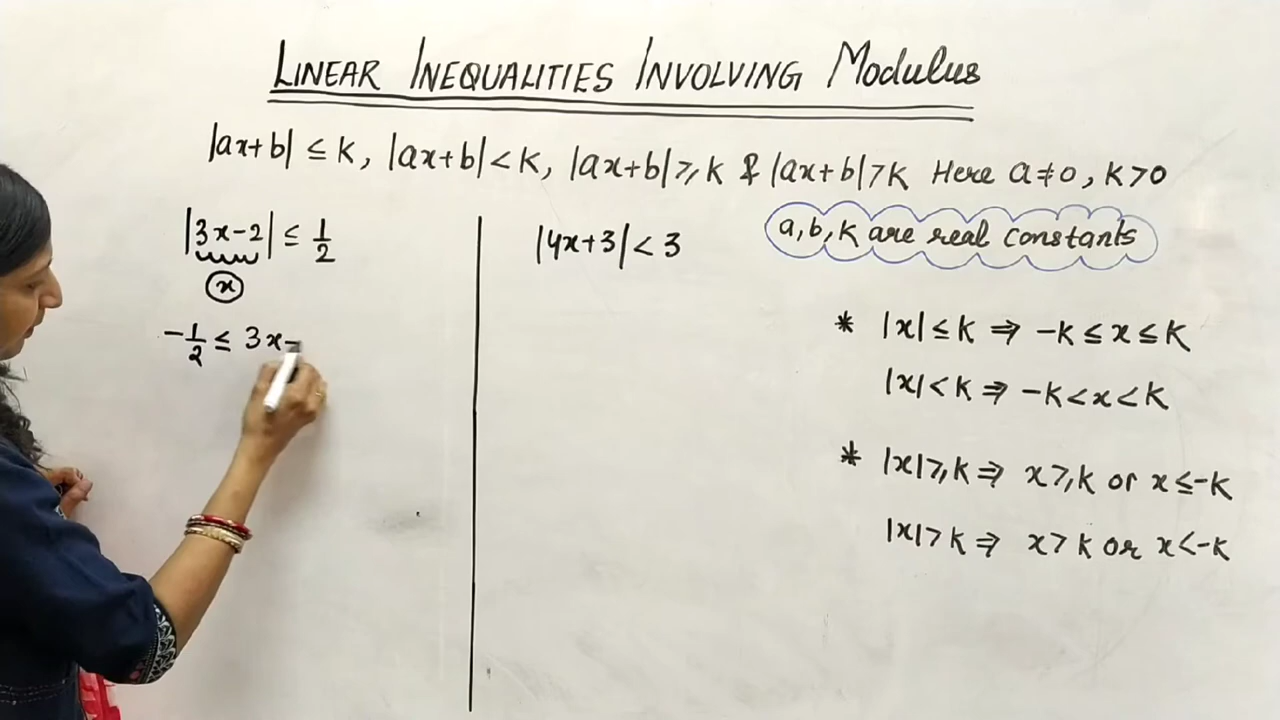 LINEAR INEQUALITIES INVOLVING Modulus
|ax+b| ≤ K, |ax+b| < K, |ax+b| ≥ K & |ax+b| > K Here a≠0, K>0
a,b,K are real constants
|3x-2| ≤ 1/2
x
-1/2 ≤ 3x-
|4x+3| < 3
* |x| ≤ K ⇒ -K ≤ x ≤ K
|x| < K ⇒ -K < x < K
* |x| ≥ K ⇒ x ≥ K or x ≤ -K
|x| > K ⇒ x > K or x < -K